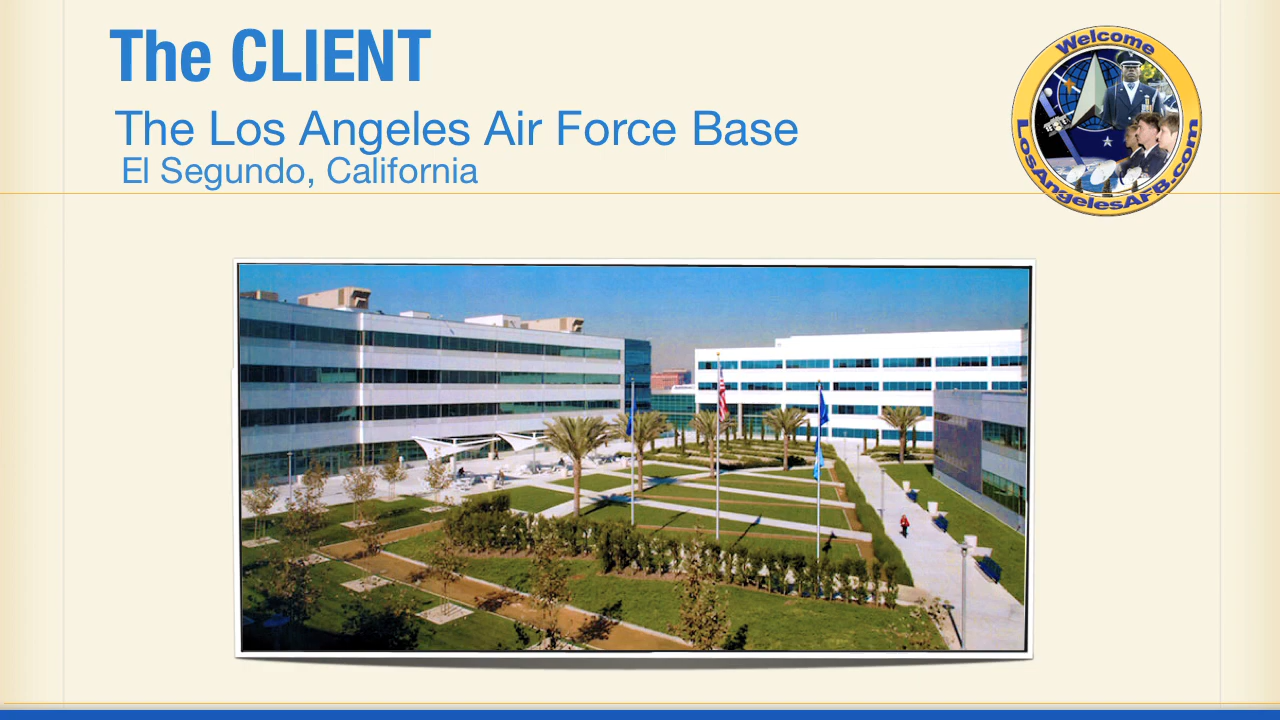 The CLIENT
The Los Angeles Air Force Base
El Segundo, California
Welcome
LosAngelesAFB.com